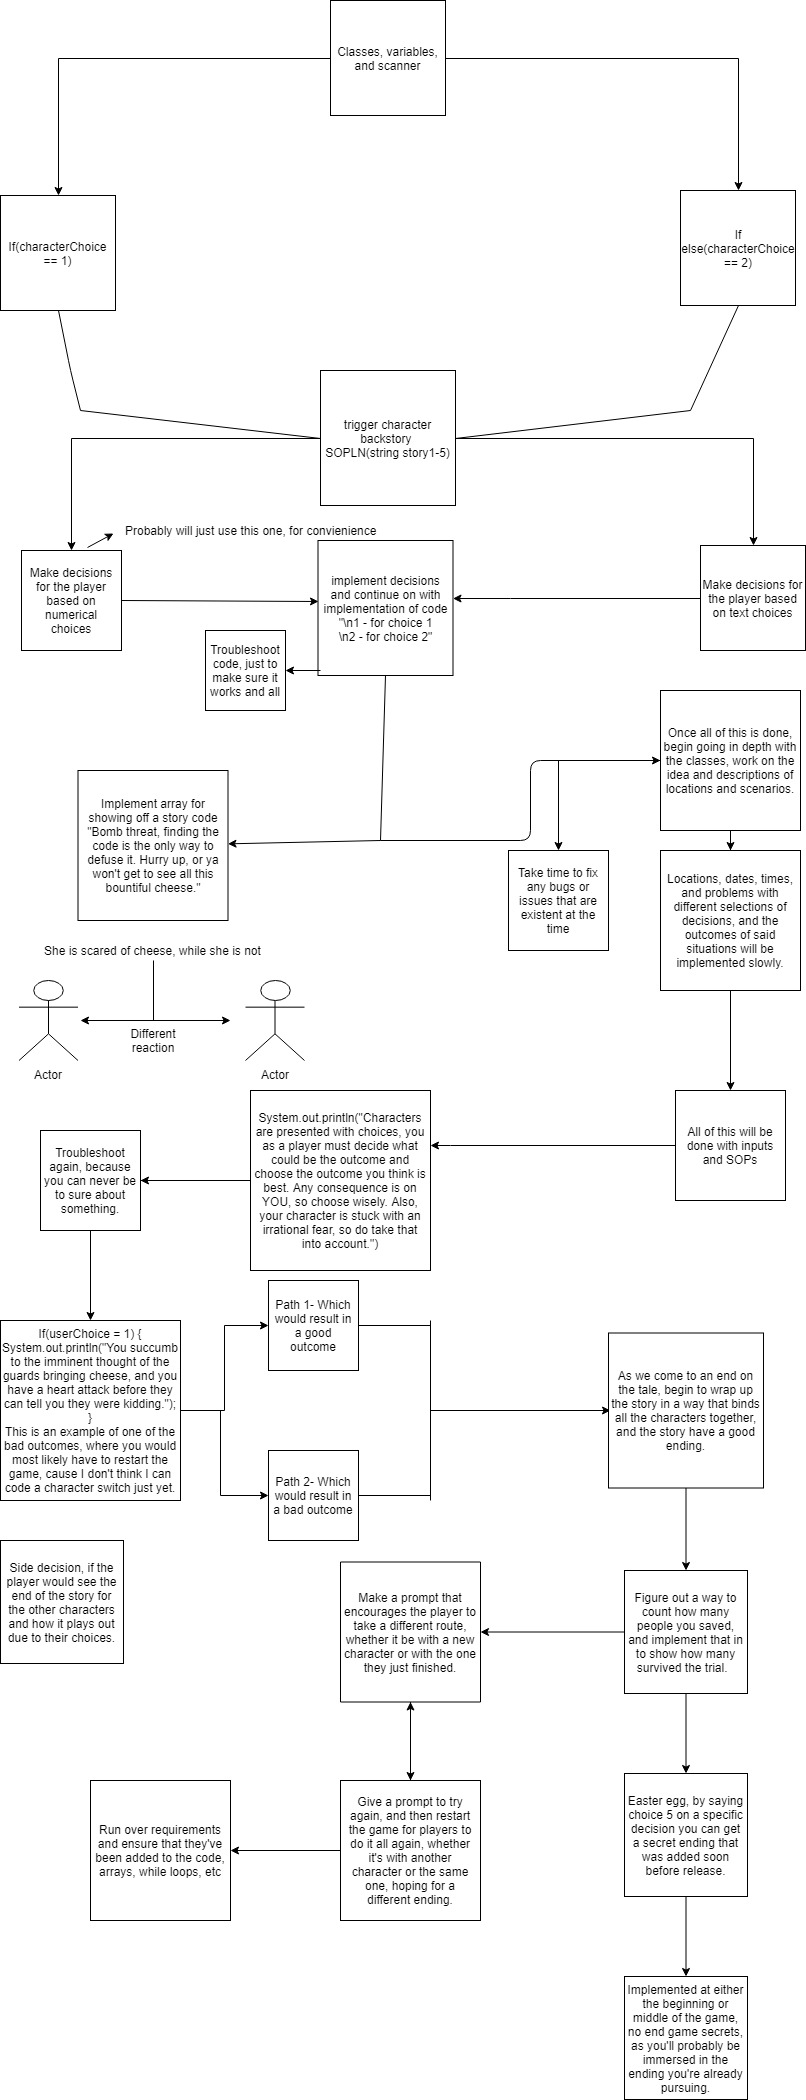 Classes, variables,
and scanner
If(characterChoice
== 1)
If
else(characterChoice
== 2)
trigger character
backstory
SOPLN(string story1-5)
Probably will just use this one, for convienience
Make decisions
for the player
based on
numerical
choices
implement decisions
and continue on with
implementation of code
"\n1 - for choice 1
\n2 - for choice 2"
Make decisions for
the player based
on text choices
Troubleshoot
code, just to
make sure it
works and all
Once all of this is done,
begin going in depth with
the classes, work on the
idea and descriptions of
locations and scenarios.
Implement array for
showing off a story code
"Bomb threat, finding the
code is the only way to
defuse it. Hurry up, or ya
won't get to see all this
bountiful cheese."
Take time to fix
any bugs or
issues that are
existent at the
time
Locations, dates, times,
and problems with
different selections of
decisions, and the
outcomes of said
situations will be
implemented slowly.
She is scared of cheese, while she is not
Different
reaction
Actor
Actor
All of this will be
done with inputs
and SOPs
System.out.println("Characters
are presented with choices, you
as a player must decide what
could be the outcome and
choose the outcome you think is
best. Any consequence is on
YOU, so choose wisely. Also,
your character is stuck with an
irrational fear, so do take that
into account.")
Troubleshoot
again, because
you can never be
to sure about
something.
If(userChoice = 1) {
System.out.println("You succumb
to the imminent thought of the
guards bringing cheese, and you
have a heart attack before they
can tell you they were kidding.");
}
This is an example of one of the
bad outcomes, where you would
most likely have to restart the
game, cause I don't think I can
code a character switch just yet.
Path 1- Which
would result in
a good
outcome
Path 2- Which
would result in
a bad outcome
As we come to an end on
the tale, begin to wrap up
the story in a way that binds
all the characters together,
and the story have a good
ending.
Side decision, if the
player would see the
end of the story for
the other characters
and how it plays out
due to their choices.
Make a prompt that
encourages the player to
take a different route,
whether it be with a new
character or with the one
they just finished.
Figure out a way to
count how many
people you saved,
and implement that in
to show how many
survived the trial.
Run over requirements
and ensure that they've
been added to the code,
arrays, while loops, etc
Give a prompt to try
again, and then restart
the game for players to
do it all again, whether
it's with another
character or the same
one, hoping for a
different ending.
Easter egg, by saying
choice 5 on a specific
decision you can get
a secret ending that
was added soon
before release.
Implemented at either
the beginning or
middle of the game,
no end game secrets,
as you'll probably be
immersed in the
ending you're already
pursuing.